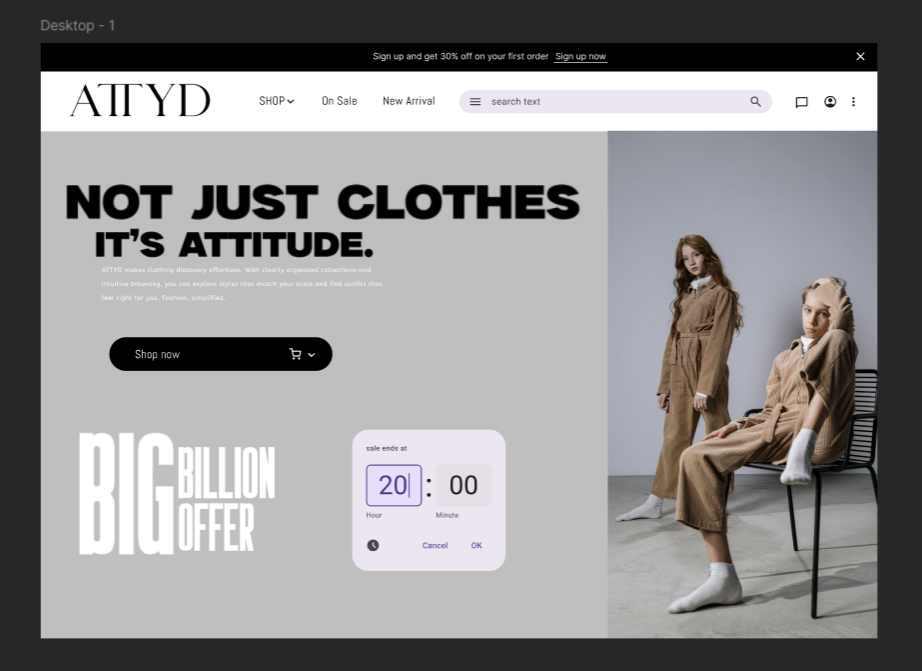 Desktop - 1
Sign up and get 30% off on your first order Sign up now
ATTYD
SHOP On Sale New Arrival search text
NOT JUST CLOTHES
IT'S ATTITUDE.
ATTYD makes clothing discovery effortless. With clearly organized collections and
intuitive browsing, you can explore styles that match your taste and find outfits that
feel right for you. Fashion, simplified.
Shop now
BIG BILLION
OFFER
sale ends at
20 : 00
Hour Minute
Cancel OK